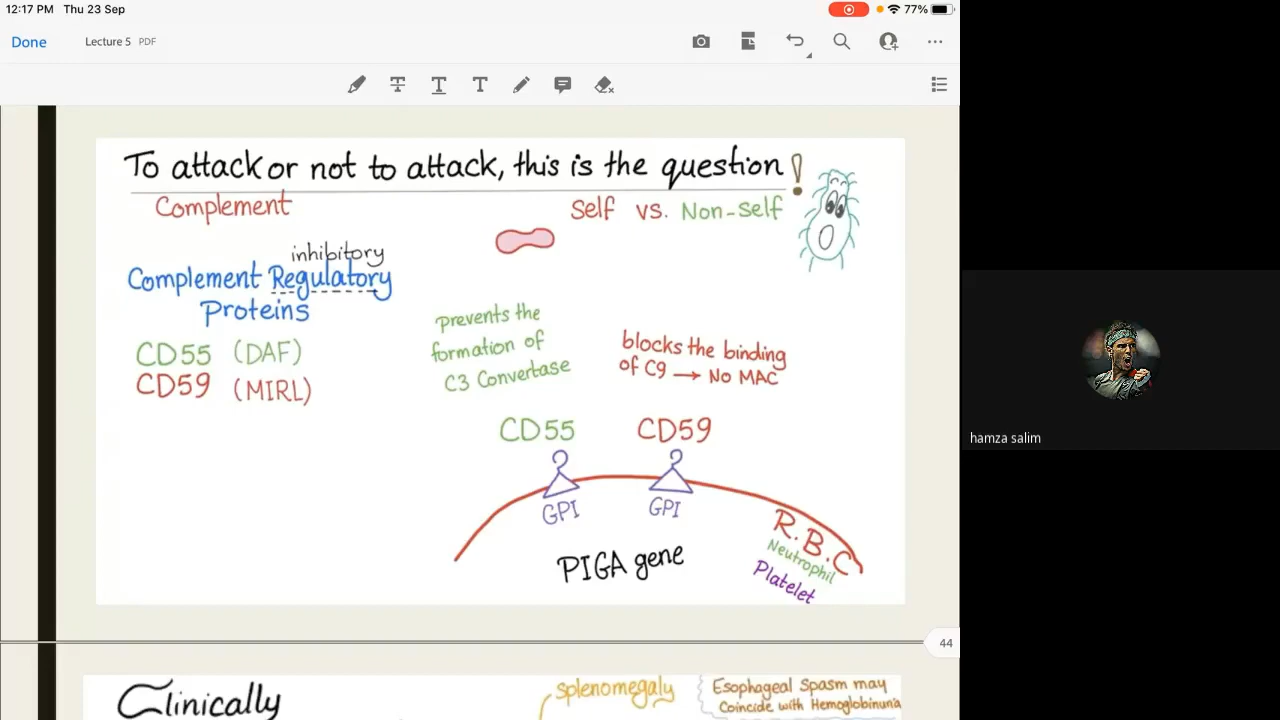 12:17 PM Thu 23 Sep
77%
Done
Lecture 5 PDF
To attack or not to attack, this is the question!
Complement
Self vs. Non-Self
inhibitory
Complement Regulatory
Proteins
CD55 (DAF)
CD59 (MIRL)
prevents the
formation of
C3 Convertase
blocks the binding
of C9 → No MAC
CD55
CD59
GPI
GPI
PIGA gene
R.B.C
Neutrophil
Platelet
hamza salim
44
Clinically
Splenomegaly
Esophageal Spasm may
Coincide with Hemoglobinuria